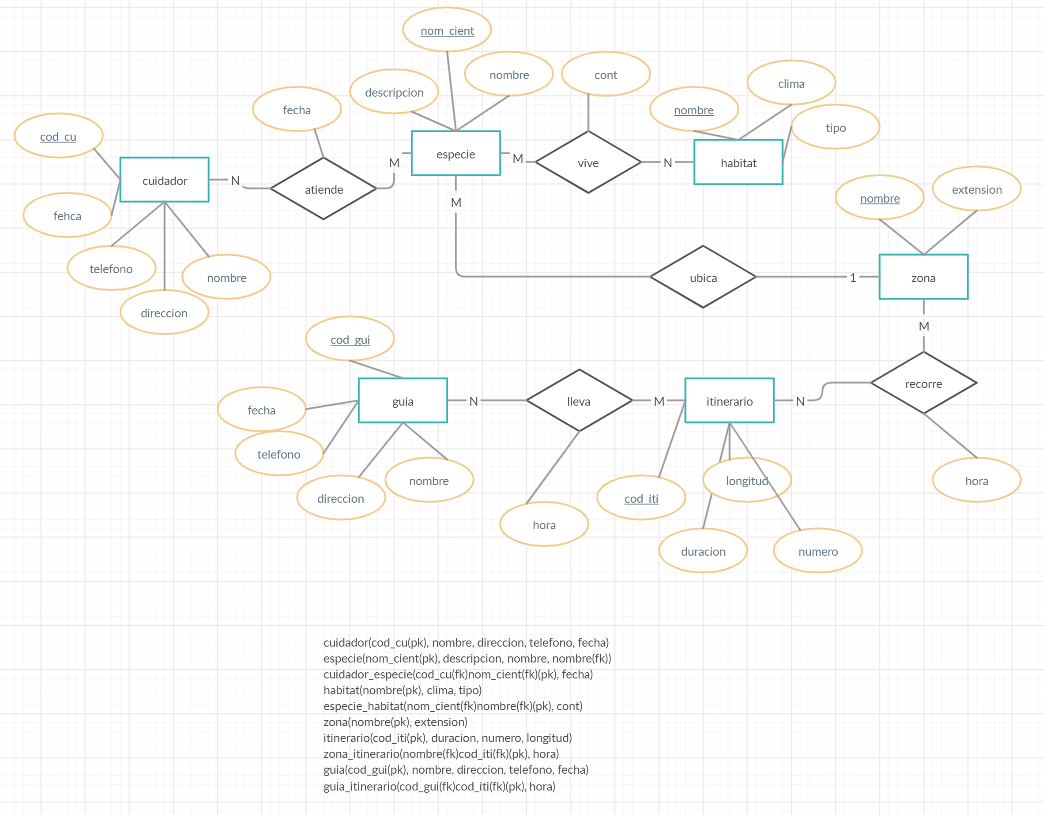 nom_cient
descripcion
nombre
cont
clima
nombre
tipo
fecha
cod_cu
cuidador
N
atiende
M
especie
M
vive
N
habitat
fehca
telefono
nombre
direccion
M
nombre
extension
ubica
1
zona
M
cod_gui
guia
N
lleva
M
itinerario
N
recorre
fecha
telefono
direccion
nombre
hora
cod_iti
longitud
duracion
numero
hora
cuidador(cod_cu(pk), nombre, direccion, telefono, fecha)
especie(nom_cient(pk), descripcion, nombre, nombre(fk))
cuidador_especie(cod_cu(fk)nom_cient(fk)(pk), fecha)
habitat(nombre(pk), clima, tipo)
especie_habitat(nom_cient(fk)nombre(fk)(pk), cont)
zona(nombre(pk), extension)
itinerario(cod_iti(pk), duracion, numero, longitud)
zona_itinerario(nombre(fk)cod_iti(fk)(pk), hora)
guia(cod_gui(pk), nombre, direccion, telefono, fecha)
guia_itinerario(cod_gui(fk)cod_iti(fk)(pk), hora)